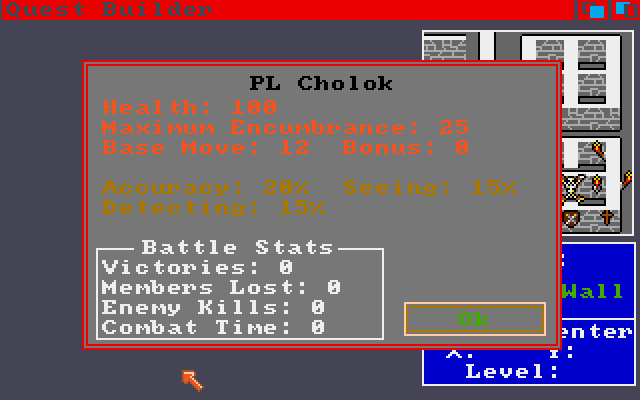 Quest Builder
PL Cholok
Health: 100
Maximum Encumbrance: 25
Base Move: 12 Bonus: 0
Accuracy: 20% Seeing: 15%
Detecting: 15%
Battle Stats
Victories: 0
Members Lost: 0
Enemy Kills: 0
Combat Time: 0
Ok
:
Wall
enter
X: Y:
Level: